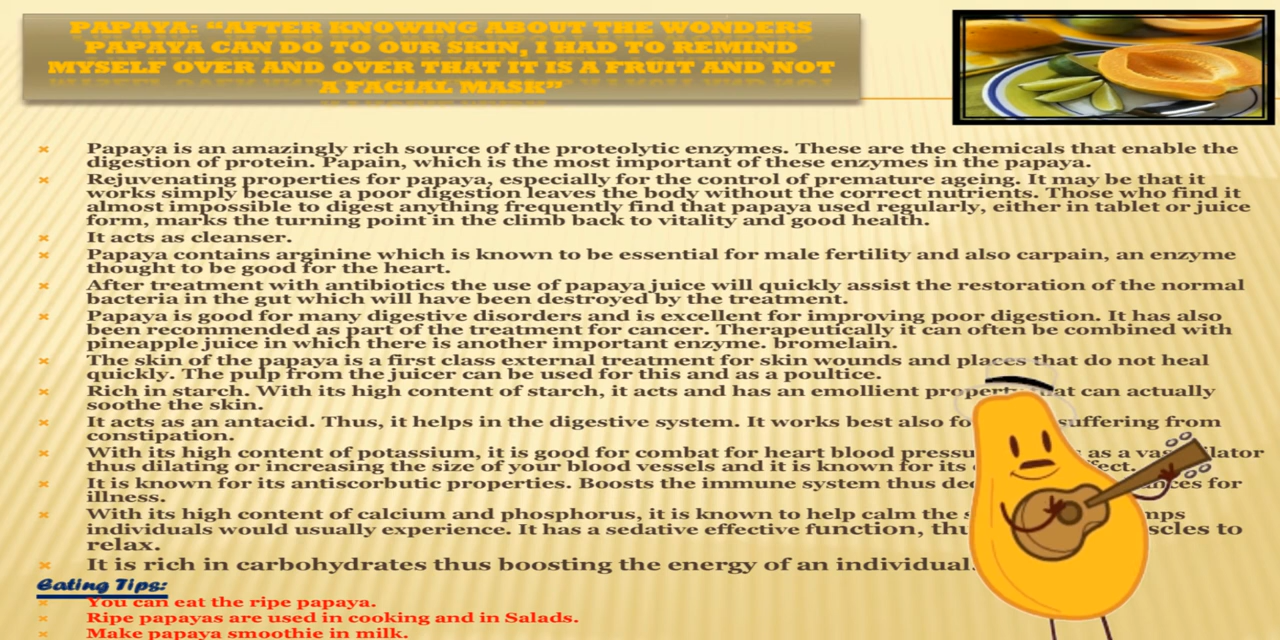 PAPAYA: “AFTER KNOWING ABOUT THE WONDERS
PAPAYA CAN DO TO OUR SKIN, I HAD TO REMIND
MYSELF OVER AND OVER THAT IT IS A FRUIT AND NOT
A FACIAL MASK”
Papaya is an amazingly rich source of the proteolytic enzymes. These are the chemicals that enable the
digestion of protein. Papain, which is the most important of these enzymes in the papaya.
Rejuvenating properties for papaya, especially for the control of premature ageing. It may be that it
works simply because a poor digestion leaves the body without the correct nutrients. Those who find it
almost impossible to digest anything frequently find that papaya used regularly, either in tablet or juice
form, marks the turning point in the climb back to vitality and good health.
It acts as cleanser.
Papaya contains arginine which is known to be essential for male fertility and also carpain, an enzyme
thought to be good for the heart.
After treatment with antibiotics the use of papaya juice will quickly assist the restoration of the normal
bacteria in the gut which will have been destroyed by the treatment.
Papaya is good for many digestive disorders and is excellent for improving poor digestion. It has also
been recommended as part of the treatment for cancer. Therapeutically it can often be combined with
pineapple juice in which there is another important enzyme. bromelain.
The skin of the papaya is a first class external treatment for skin wounds and places that do not heal
quickly. The pulp from the juicer can be used for this and as a poultice.
Rich in starch. With its high content of starch, it acts and has an emollient property that can actually
soothe the skin.
It acts as an antacid. Thus, it helps in the digestive system. It works best also suffering from
constipation.
With its high content of potassium, it is good for combat for heart blood as a
thus dilating or increasing the size of your blood vessels and it is known for its
It is known for its antiscorbutic properties. Boosts the immune system thus for
illness.
With its high content of calcium and phosphorus, it is known to help calm the
individuals would usually experience. It has a sedative effective function, to
relax.
It is rich in carbohydrates thus boosting the energy of an individual.
Eating Tips:
You can eat the ripe papaya.
Ripe papayas are used in cooking and in Salads.
Make papaya smoothie in milk.